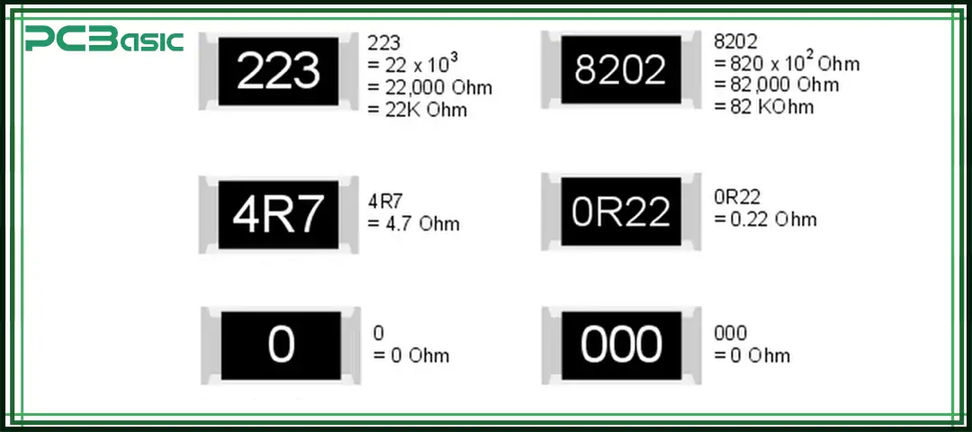 PCBasic
223
223
= 22 x 10³
= 22,000 Ohm
= 22K Ohm
8202
8202
= 820 x 10² Ohm
= 82,000 Ohm
= 82 KOhm
4R7
4R7
= 4.7 Ohm
0R22
0R22
= 0.22 Ohm
0
0
= 0 Ohm
000
000
= 0 Ohm